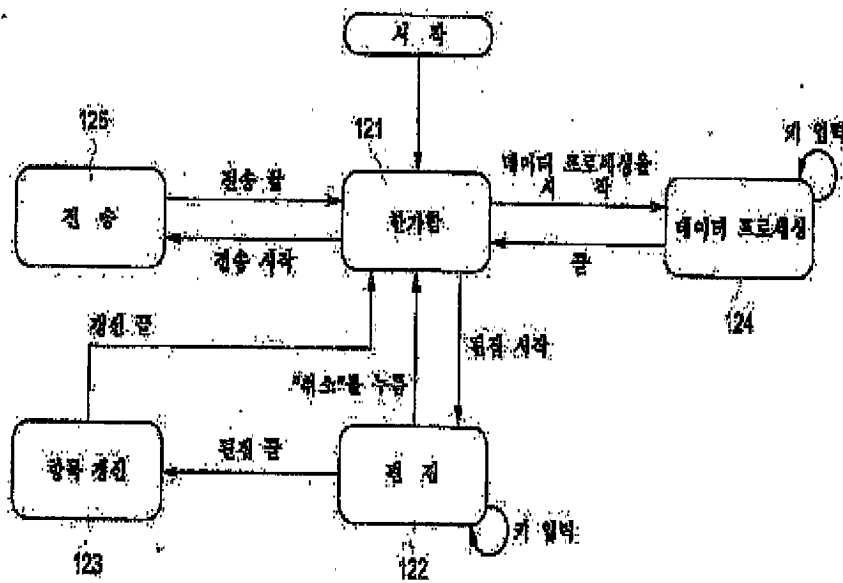 시 작
125
121
전송 끝
데이터 프로세싱을
시 작
키 입력
전 송
한가함
데이터 프로세싱
전송 시작
끝
124
갱신 끝
편집 시작
"취소"를 누름
항목 갱신
편집 끝
편 집
키 입력
123
122